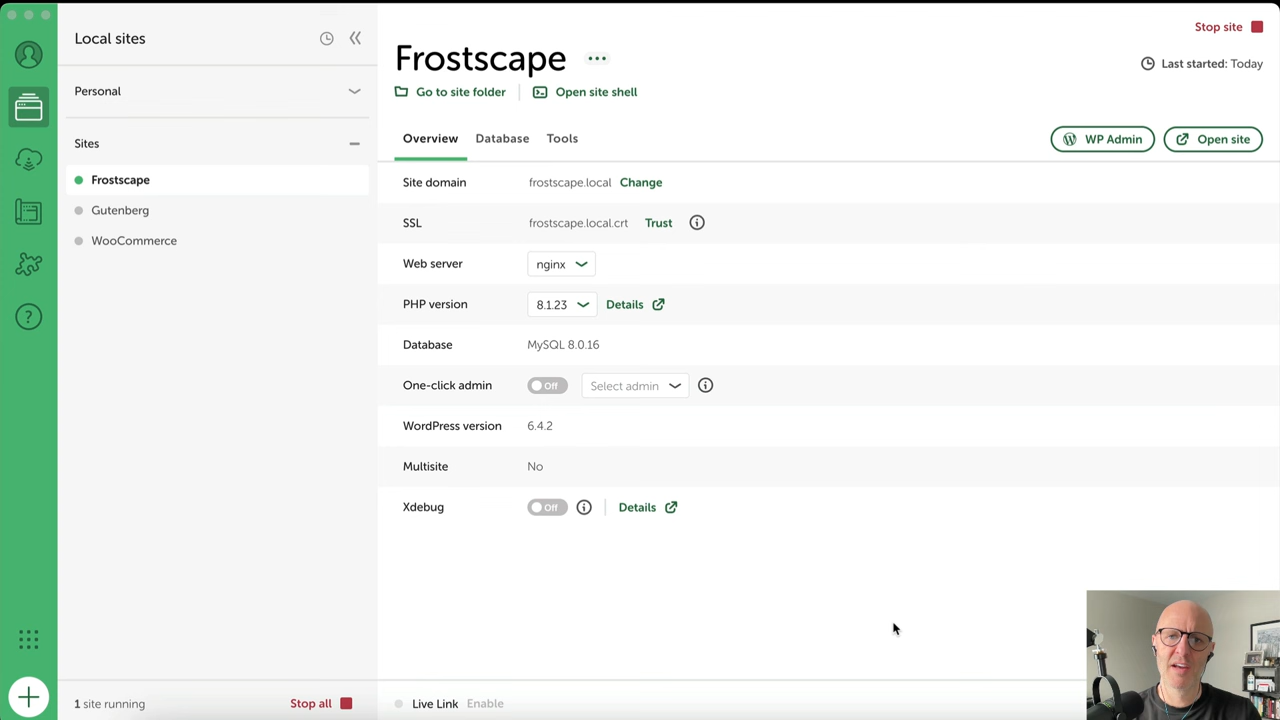 Local sites
Personal
Sites
Frostscape
Gutenberg
WooCommerce
1 site running
Stop all
Stop site
Frostscape
Last started: Today
Go to site folder
Open site shell
Overview Database Tools
WP Admin
Open site
Site domain frostscape.local Change
SSL frostscape.local.crt Trust
Web server nginx
PHP version 8.1.23 Details
Database MySQL 8.0.16
One-click admin Off Select admin
WordPress version 6.4.2
Multisite No
Xdebug Off Details
Live Link Enable